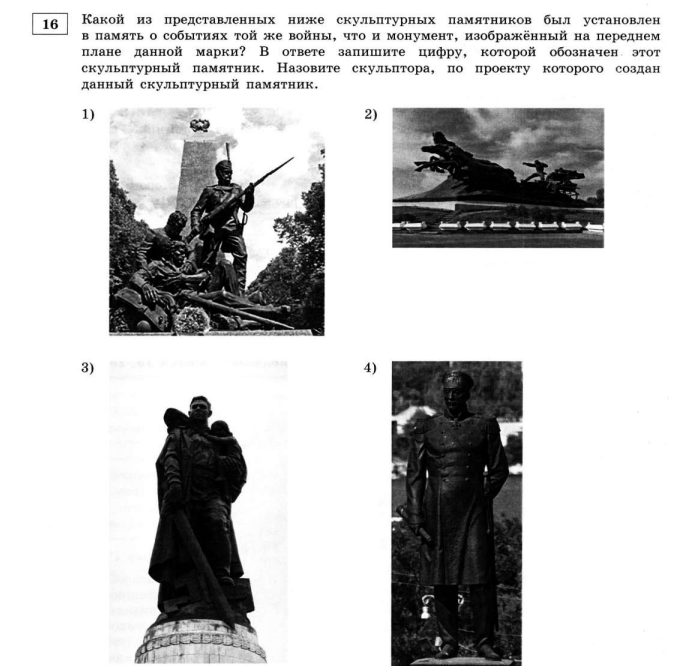 16
Какой из представленных ниже скульптурных памятников был установлен
в память о событиях той же войны, что и монумент, изображённый на переднем
плане данной марки? В ответе запишите цифру, которой обозначен этот
скульптурный памятник. Назовите скульптора, по проекту которого создан
данный скульптурный памятник.
1)
2)
3)
4)